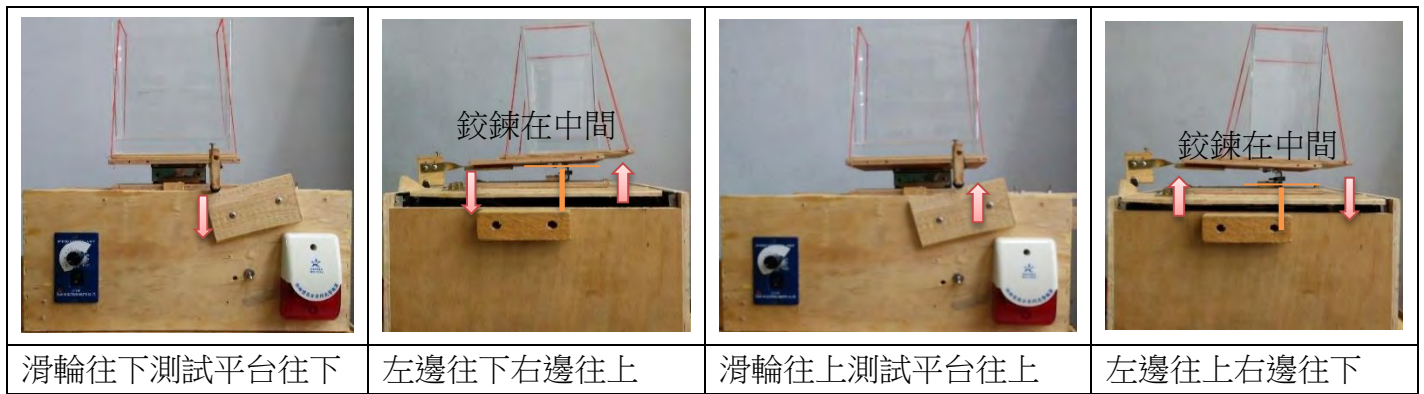 鉸鍊在中間
鉸鍊在中間
滑輪往下測試平台往下
左邊往下右邊往上
滑輪往上測試平台往上
左邊往上右邊往下